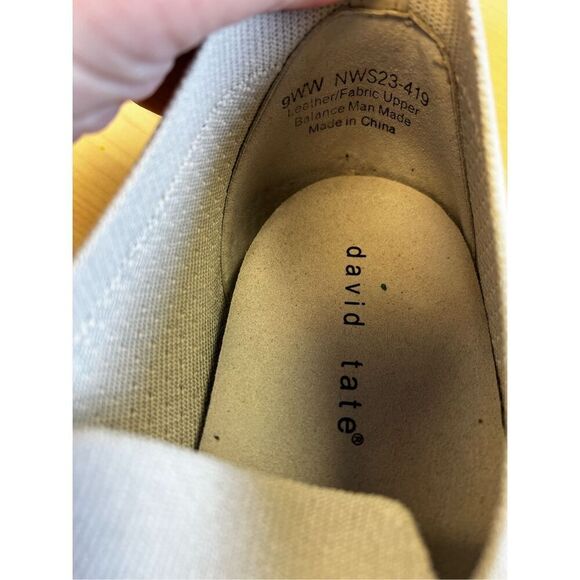 9WW NWS23-419
Leather/Fabric Upper
Balance Man Made
Made in China
david tate®